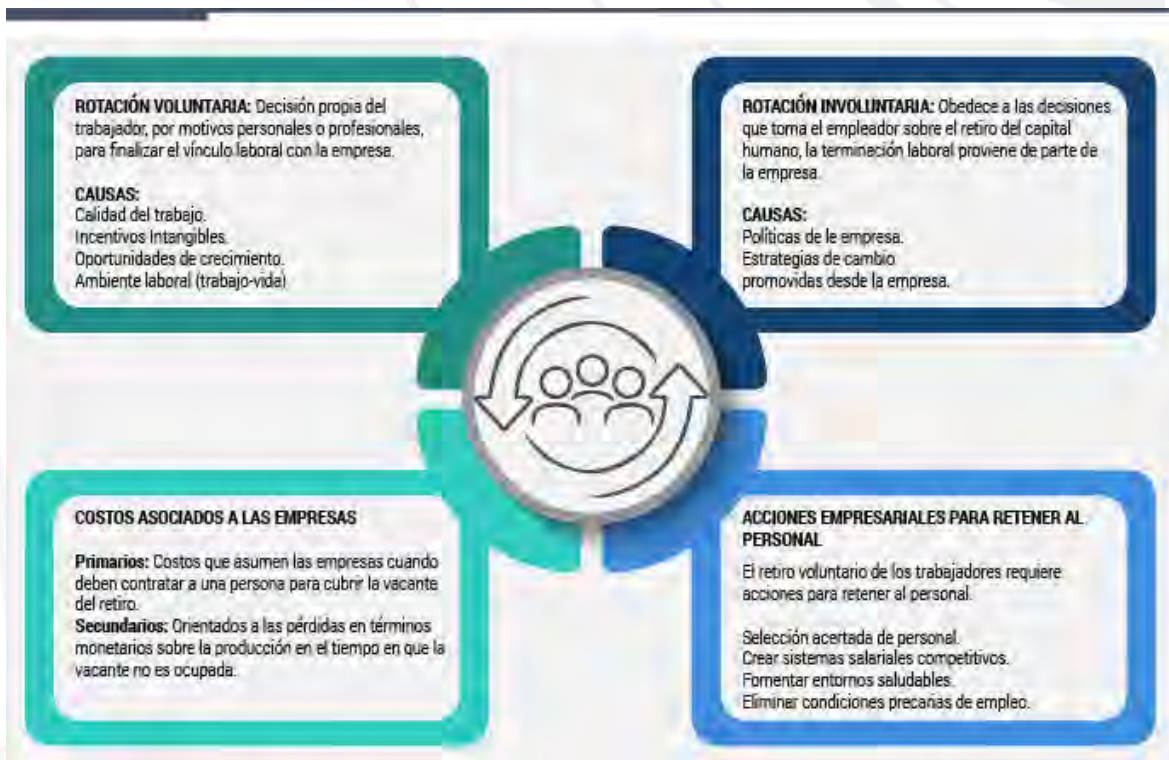 ROTACIÓN VOLUNTARIA: Decisión propia del
trabajador, por motivos personales o profesionales,
para finalizar el vínculo laboral con la empresa.
CAUSAS:
Calidad del trabajo.
Incentivos Intangibles.
Oportunidades de crecimiento.
Ambiente laboral (trabajo-vida)
ROTACIÓN INVOLUNTARIA: Obedece a las decisiones
que toma el empleador sobre el retiro del capital
humano, la terminación laboral proviene de parte de
la empresa.
CAUSAS:
Políticas de le empresa.
Estrategias de cambio
promovidas desde la empresa.
COSTOS ASOCIADOS A LAS EMPRESAS
Primarios: Costos que asumen las empresas cuando
deben contratar a una persona para cubrir la vacante
del retiro.
Secundarios: Orientados a las pérdidas en términos
monetarios sobre la producción en el tiempo en que la
vacante no es ocupada.
ACCIONES EMPRESARIALES PARA RETENER AL
PERSONAL
El retiro voluntario de los trabajadores requiere
acciones para retener al personal.
Selección acertada de personal.
Crear sistemas salariales competitivos.
Fomentar entornos saludables.
Eliminar condiciones precarias de empleo.